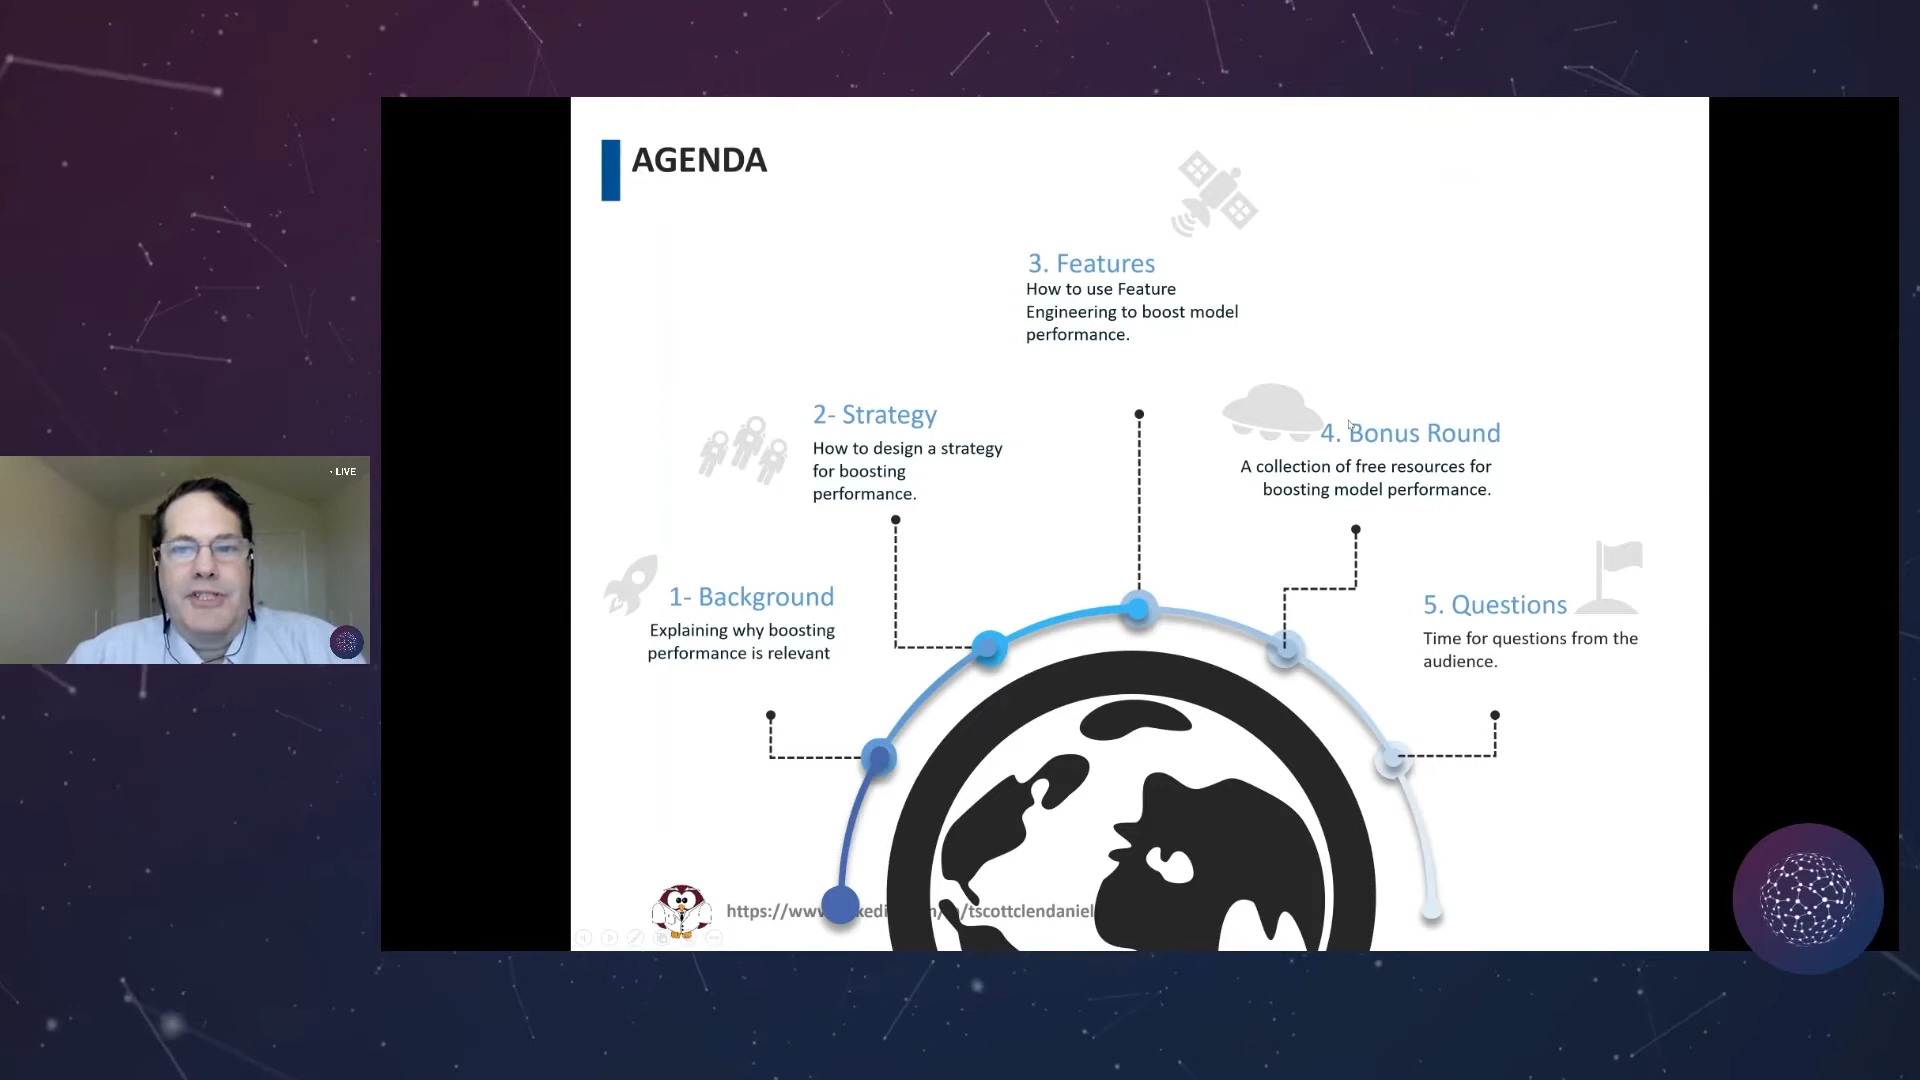 AGENDA
3. Features
How to use Feature
Engineering to boost model
performance.
2- Strategy
How to design a strategy
for boosting
performance.
4. Bonus Round
A collection of free resources for
boosting model performance.
1- Background
Explaining why boosting
performance is relevant
5. Questions
Time for questions from the
audience.
LIVE
tscottclendaniel